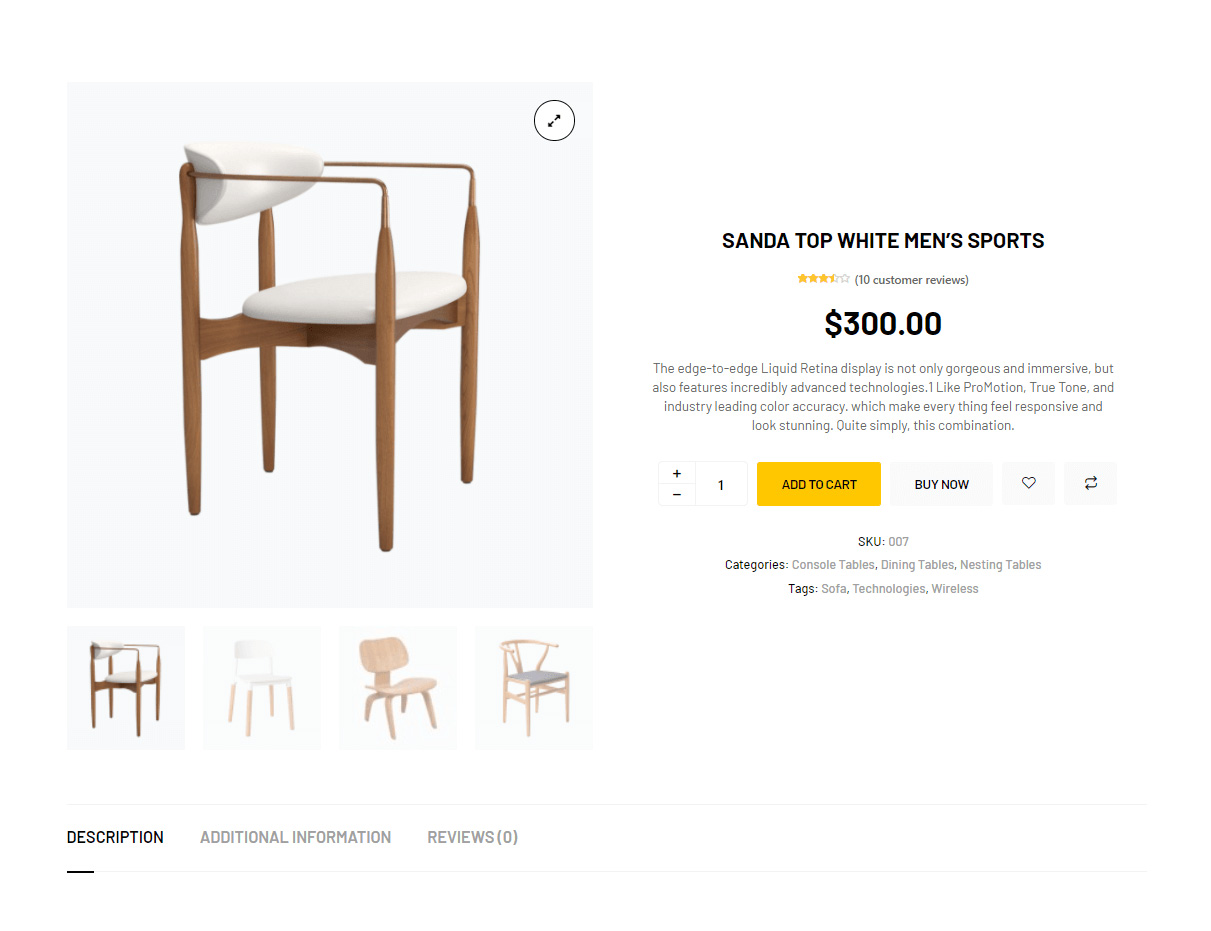 SANDA TOP WHITE MEN’S SPORTS
(10 customer reviews)
$300.00
The edge-to-edge Liquid Retina display is not only gorgeous and immersive, but
also features incredibly advanced technologies.1 Like ProMotion, True Tone, and
industry leading color accuracy. which make every thing feel responsive and
look stunning. Quite simply, this combination.
+
−
1
ADD TO CART
BUY NOW
SKU: 007
Categories: Console Tables, Dining Tables, Nesting Tables
Tags: Sofa, Technologies, Wireless
DESCRIPTION
ADDITIONAL INFORMATION
REVIEWS (0)